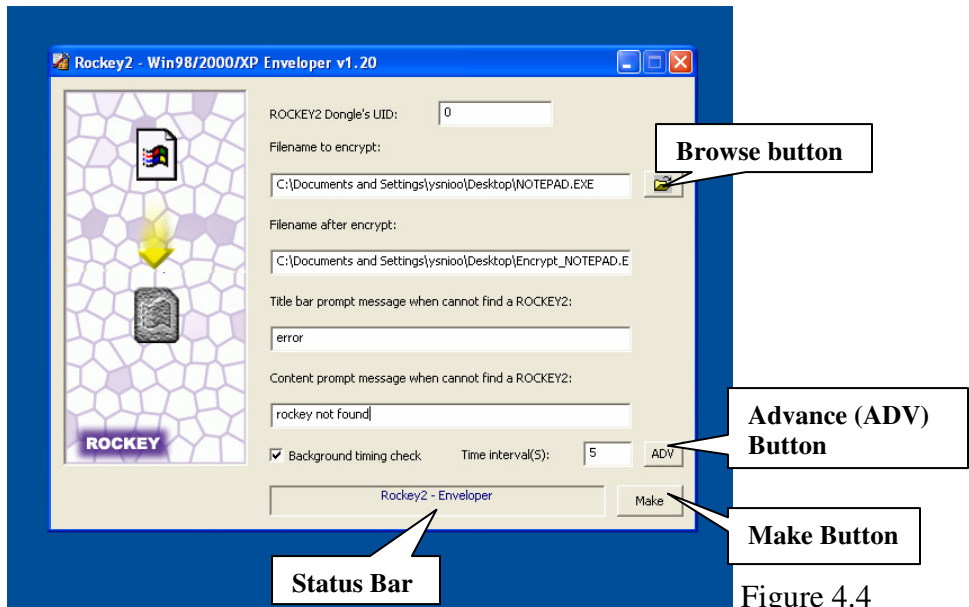 Rockey2 - Win98/2000/XP Enveloper v1.20
ROCKEY2 Dongle's UID: 0
Filename to encrypt:
Browse button
C:\Documents and Settings\ysnioo\Desktop\NOTEPAD.EXE
Filename after encrypt:
C:\Documents and Settings\ysnioo\Desktop\Encrypt_NOTEPAD.E
Title bar prompt message when cannot find a ROCKEY2:
error
Content prompt message when cannot find a ROCKEY2:
rockey not found
Advance (ADV)
Button
ROCKEY
Background timing check Time interval(S): 5 ADV
Rockey2 - Enveloper Make
Make Button
Status Bar
Figure 4.4